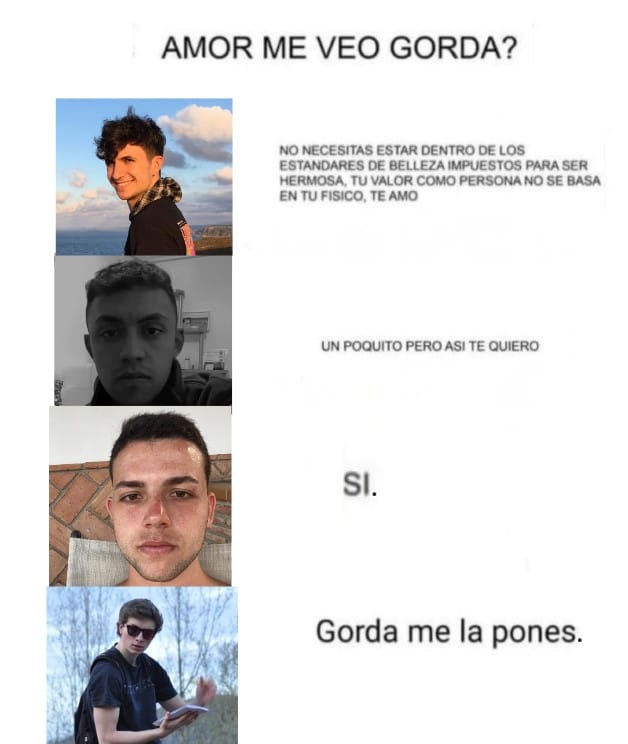 AMOR ME VEO GORDA?
NO NECESITAS ESTAR DENTRO DE LOS
ESTANDARES DE BELLEZA IMPUESTOS PARA SER
HERMOSA, TU VALOR COMO PERSONA NO SE BASA
EN TU FISICO, TE AMO
UN POQUITO PERO ASI TE QUIERO
SI.
Gorda me la pones.